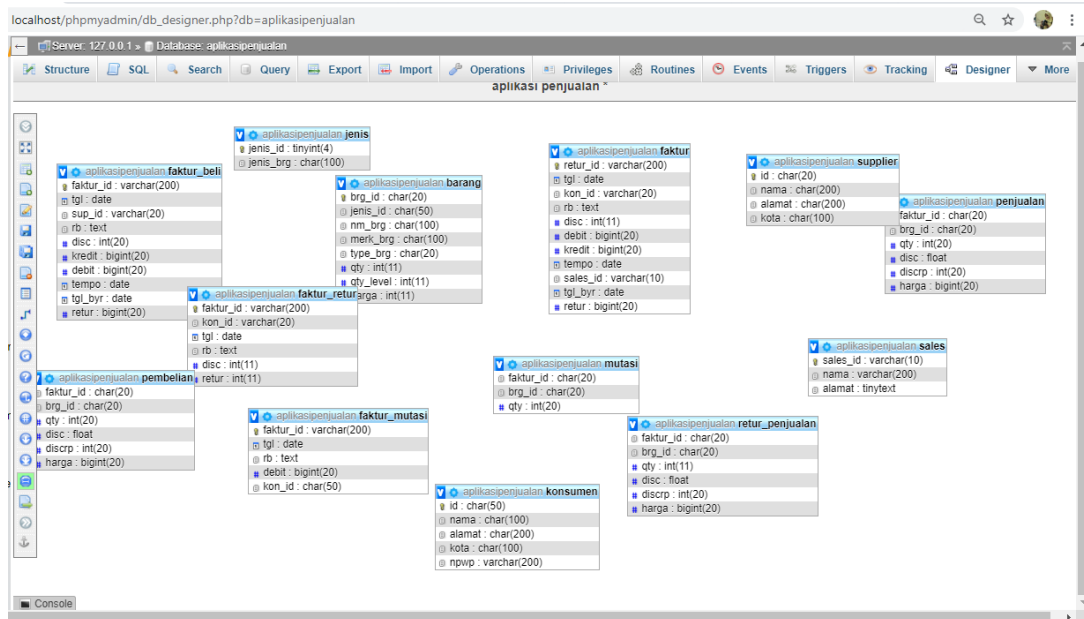 localhost/phpmyadmin/db_designer.php?db=aplikasipenjualan
Server: 127.0.0.1 » Database: aplikasipenjualan
Structure SQL Search Query Export Import Operations Privileges Routines Events Triggers Tracking Designer More
aplikasi penjualan *
aplikasipenjualan jenis
jenis_id : tinyint(4)
jenis_brg : char(100)
aplikasipenjualan faktur_beli
faktur_id : varchar(200)
tgl : date
sup_id : varchar(20)
rb : text
disc : int(20)
kredit : bigint(20)
debit : bigint(20)
tempo : date
tgl_byr : date
retur : bigint(20)
aplikasipenjualan barang
brg_id : char(20)
jenis_id : char(50)
nm_brg : char(100)
merk_brg : char(100)
type_brg : char(20)
qty : int(11)
qty_level : int(11)
arga : int(11)
aplikasipenjualan faktur
retur_id : varchar(200)
tgl : date
kon_id : varchar(20)
rb : text
disc : int(11)
debit : bigint(20)
kredit : bigint(20)
tempo : date
sales_id : varchar(10)
tgl_byr : date
retur : bigint(20)
aplikasipenjualan supplier
id : char(20)
nama : char(200)
alamat : char(200)
kota : char(100)
aplikasipenjualan penjualan
faktur_id : char(20)
brg_id : char(20)
qty : int(20)
disc : float
discrp : int(20)
harga : bigint(20)
aplikasipenjualan faktur_retur
faktur_id : varchar(200)
kon_id : varchar(20)
tgl : date
rb : text
disc : int(11)
retur : int(11)
aplikasipenjualan pembelian
faktur_id : char(20)
brg_id : char(20)
qty : int(20)
disc : float
discrp : int(20)
harga : bigint(20)
aplikasipenjualan faktur_mutasi
faktur_id : varchar(200)
tgl : date
rb : text
debit : bigint(20)
kon_id : char(50)
aplikasipenjualan mutasi
faktur_id : char(20)
brg_id : char(20)
qty : int(20)
aplikasipenjualan sales
sales_id : varchar(10)
nama : varchar(200)
alamat : tinytext
aplikasipenjualan retur_penjualan
faktur_id : char(20)
brg_id : char(20)
qty : int(11)
disc : float
discrp : int(20)
harga : bigint(20)
aplikasipenjualan konsumen
id : char(50)
nama : char(100)
alamat : char(200)
kota : char(100)
npwp : varchar(200)
Console